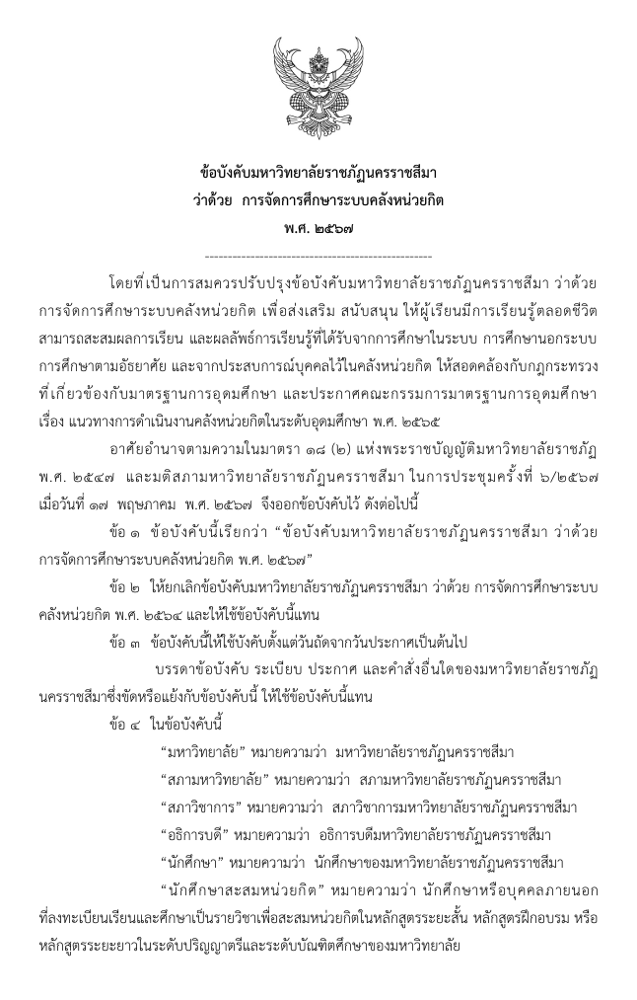 ข้อบังคับมหาวิทยาลัยราชภัฏนครราชสีมา
ว่าด้วย การจัดการศึกษาระบบคลังหน่วยกิต
พ.ศ. ๒๕๖๗
--------------------------------------------------
โดยที่เป็นการสมควรปรับปรุงข้อบังคับมหาวิทยาลัยราชภัฏนครราชสีมา ว่าด้วย
การจัดการศึกษาระบบคลังหน่วยกิต เพื่อส่งเสริม สนับสนุน ให้ผู้เรียนมีการเรียนรู้ตลอดชีวิต
สามารถสะสมผลการเรียน และผลลัพธ์การเรียนรู้ที่ได้รับจากการศึกษาในระบบ การศึกษานอกระบบ
การศึกษาตามอัธยาศัย และจากประสบการณ์บุคคลไว้ในคลังหน่วยกิต ให้สอดคล้องกับกฎกระทรวง
ที่เกี่ยวข้องกับมาตรฐานการอุดมศึกษา และประกาศคณะกรรมการมาตรฐานการอุดมศึกษา
เรื่อง แนวทางการดำเนินงานคลังหน่วยกิตในระดับอุดมศึกษา พ.ศ. ๒๕๖๕
อาศัยอำนาจตามความในมาตรา ๑๘ (๒) แห่งพระราชบัญญัติมหาวิทยาลัยราชภัฏ
พ.ศ. ๒๕๔๗ และมติสภามหาวิทยาลัยราชภัฏนครราชสีมา ในการประชุมครั้งที่ ๖/๒๕๖๗
เมื่อวันที่ ๑๗ พฤษภาคม พ.ศ. ๒๕๖๗ จึงออกข้อบังคับไว้ ดังต่อไปนี้
ข้อ ๑ ข้อบังคับนี้เรียกว่า “ข้อบังคับมหาวิทยาลัยราชภัฏนครราชสีมา ว่าด้วย
การจัดการศึกษาระบบคลังหน่วยกิต พ.ศ. ๒๕๖๗”
ข้อ ๒ ให้ยกเลิกข้อบังคับมหาวิทยาลัยราชภัฏนครราชสีมา ว่าด้วย การจัดการศึกษาระบบ
คลังหน่วยกิต พ.ศ. ๒๕๖๔ และให้ใช้ข้อบังคับนี้แทน
ข้อ ๓ ข้อบังคับนี้ให้ใช้บังคับตั้งแต่วันถัดจากวันประกาศเป็นต้นไป
บรรดาข้อบังคับ ระเบียบ ประกาศ และคำสั่งอื่นใดของมหาวิทยาลัยราชภัฏ
นครราชสีมาซึ่งขัดหรือแย้งกับข้อบังคับนี้ ให้ใช้ข้อบังคับนี้แทน
ข้อ ๔ ในข้อบังคับนี้
“มหาวิทยาลัย” หมายความว่า มหาวิทยาลัยราชภัฏนครราชสีมา
“สภามหาวิทยาลัย” หมายความว่า สภามหาวิทยาลัยราชภัฏนครราชสีมา
“สภาวิชาการ” หมายความว่า สภาวิชาการมหาวิทยาลัยราชภัฏนครราชสีมา
“อธิการบดี” หมายความว่า อธิการบดีมหาวิทยาลัยราชภัฏนครราชสีมา
“นักศึกษา” หมายความว่า นักศึกษาของมหาวิทยาลัยราชภัฏนครราชสีมา
“นักศึกษาสะสมหน่วยกิต” หมายความว่า นักศึกษาหรือบุคคลภายนอก
ที่ลงทะเบียนเรียนและศึกษาเป็นรายวิชาเพื่อสะสมหน่วยกิตในหลักสูตรระยะสั้น หลักสูตรฝึกอบรม หรือ
หลักสูตรระยะยาวในระดับปริญญาตรีและระดับบัณฑิตศึกษาของมหาวิทยาลัย